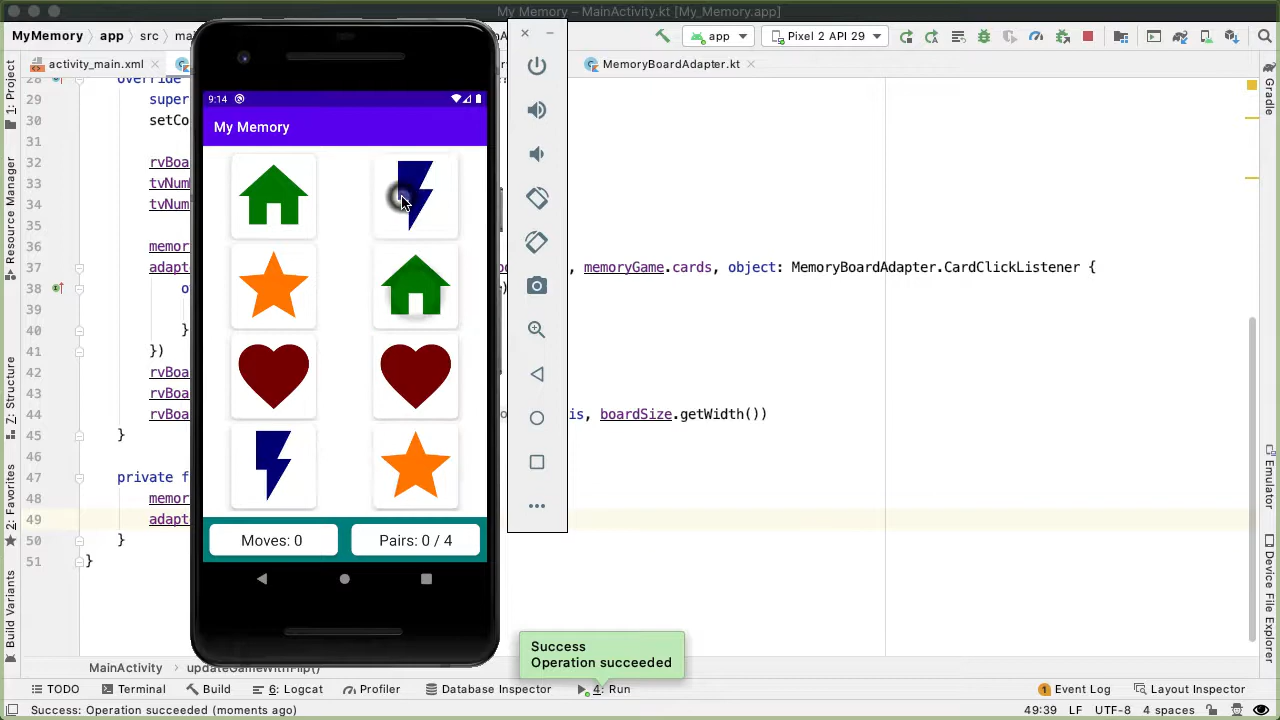 My Memory – MainActivity.kt [My_Memory.app]
MyMemory app src
app
Pixel 2 API 29
activity_main.xml
MemoryBoardAdapter.kt
1: Project
Resource Manager
Z: Structure
2: Favorites
Build Variants
Gradle
Emulator
Device File Explorer
28 override
29 super
30 setCo
31
32 rvBoa
33 tvNum
34 tvNum
35
36 memor
37 adapt , memoryGame.cards, object: MemoryBoardAdapter.CardClickListener {
38 o )
39
40 }
41 })
42 rvBoa
43 rvBoa
44 rvBoa is, boardSize.getWidth())
45 }
46
47 private f
48 memor
49 adapt
50 }
51 }
9:14
My Memory
Moves: 0
Pairs: 0 / 4
Success
Operation succeeded
MainActivity updateGameWithFlip()
TODO Terminal Build 6: Logcat Profiler Database Inspector 4: Run 1 Event Log Layout Inspector
Success: Operation succeeded (moments ago) 49:39 LF UTF-8 4 spaces